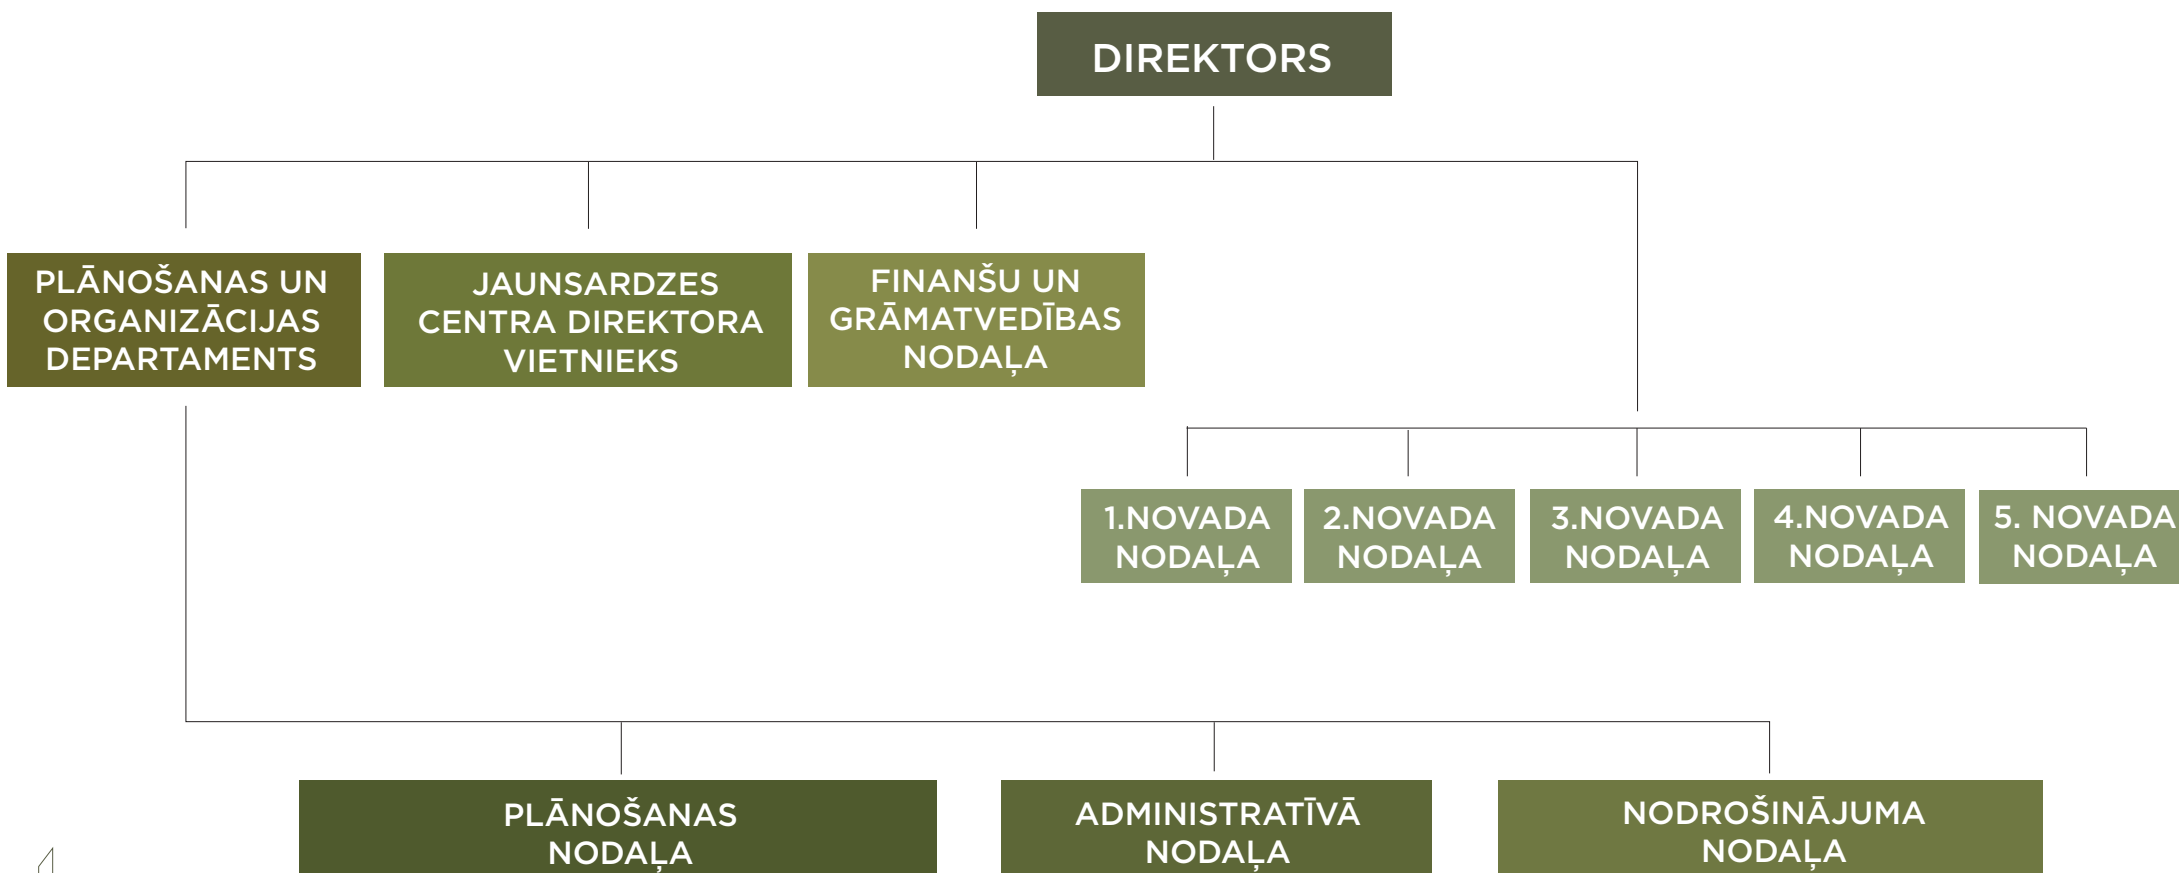 DIREKTORS
PLĀNOŠANAS UN
ORGANIZĀCIJAS
DEPARTAMENTS
JAUNSARDZES
CENTRA DIREKTORA
VIETNIEKS
FINANŠU UN
GRĀMATVEDĪBAS
NODAĻA
1.NOVADA
NODAĻA
2.NOVADA
NODAĻA
3.NOVADA
NODAĻA
4.NOVADA
NODAĻA
5. NOVADA
NODAĻA
PLĀNOŠANAS
NODAĻA
ADMINISTRATĪVĀ
NODAĻA
NODROŠINĀJUMA
NODAĻA